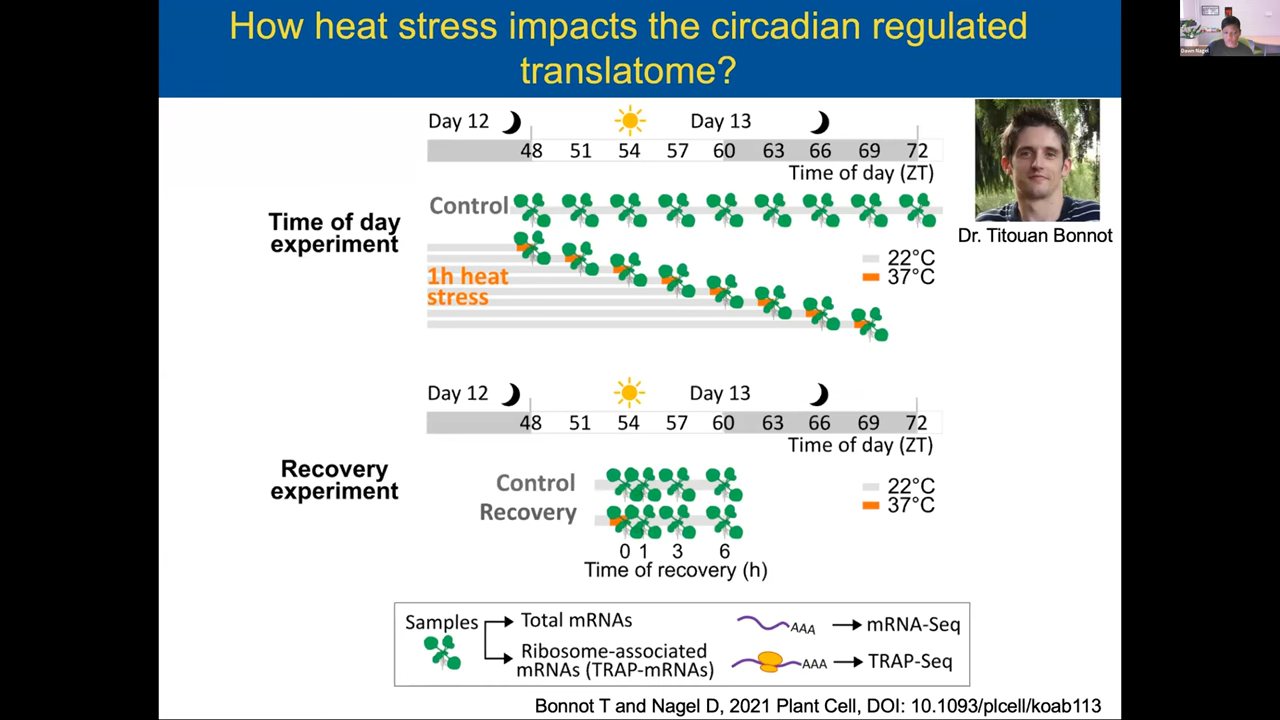 How heat stress impacts the circadian regulated
translatome?
Dawn Nagel
Day 12
Day 13
48 51 54 57 60 63 66 69 72
Time of day (ZT)
Time of day
experiment
Control
1h heat
stress
22°C
37°C
Dr. Titouan Bonnot
Day 12
Day 13
48 51 54 57 60 63 66 69 72
Time of day (ZT)
Recovery
experiment
Control
Recovery
22°C
37°C
0 1 3 6
Time of recovery (h)
Samples
Total mRNAs
Ribosome-associated
mRNAs (TRAP-mRNAs)
AAA
mRNA-Seq
AAA
TRAP-Seq
Bonnot T and Nagel D, 2021 Plant Cell, DOI: 10.1093/plcell/koab113